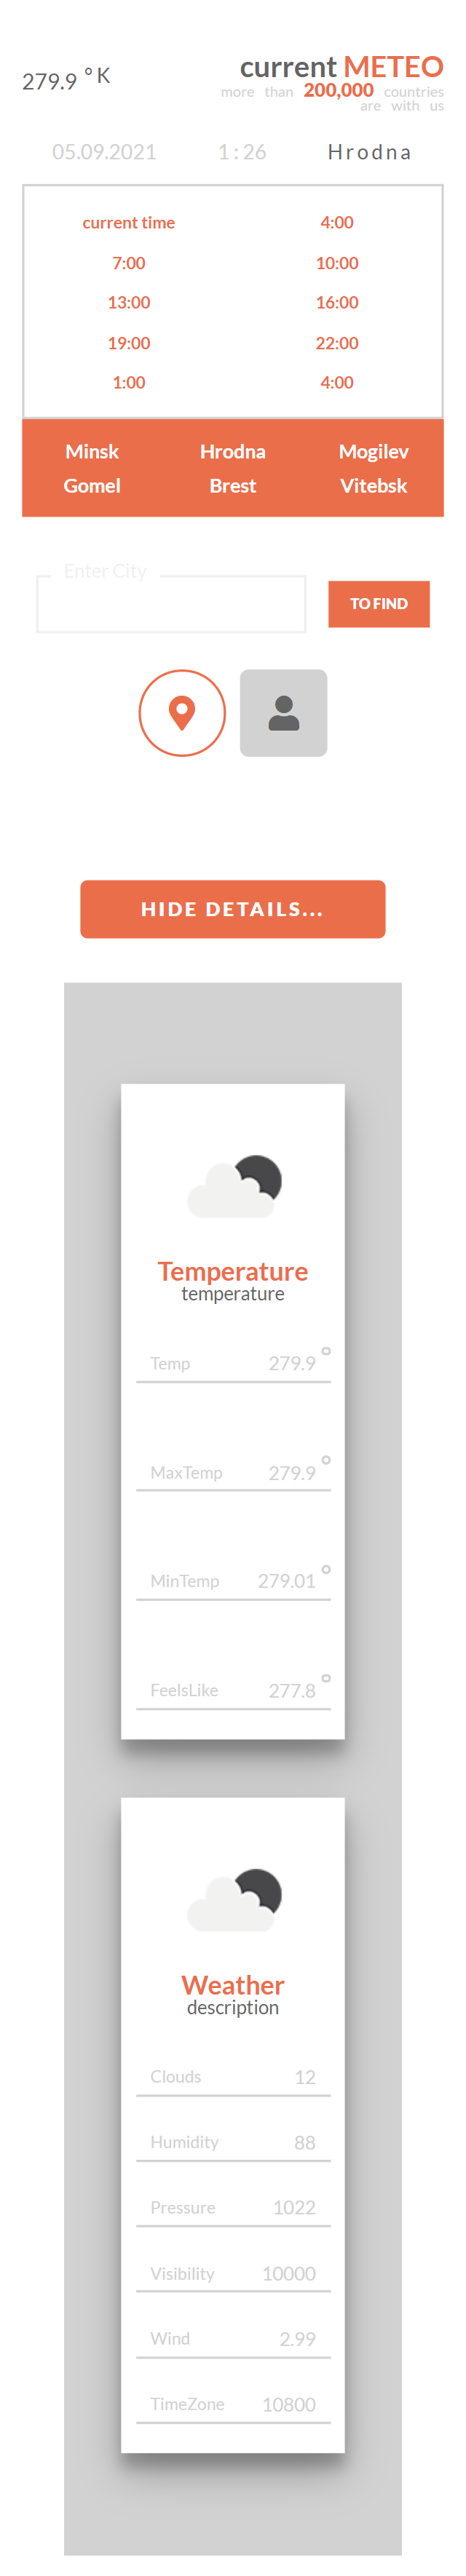 279.9 ° K
current METEO
more than 200,000 countries
are with us
05.09.2021 1 : 26 Hrodna
current time 4:00
7:00 10:00
13:00 16:00
19:00 22:00
1:00 4:00
Minsk Hrodna Mogilev
Gomel Brest Vitebsk
Enter City
TO FIND
HIDE DETAILS...
Temperature
temperature
Temp 279.9 °
MaxTemp 279.9 °
MinTemp 279.01 °
FeelsLike 277.8 °
Weather
description
Clouds 12
Humidity 88
Pressure 1022
Visibility 10000
Wind 2.99
TimeZone 10800